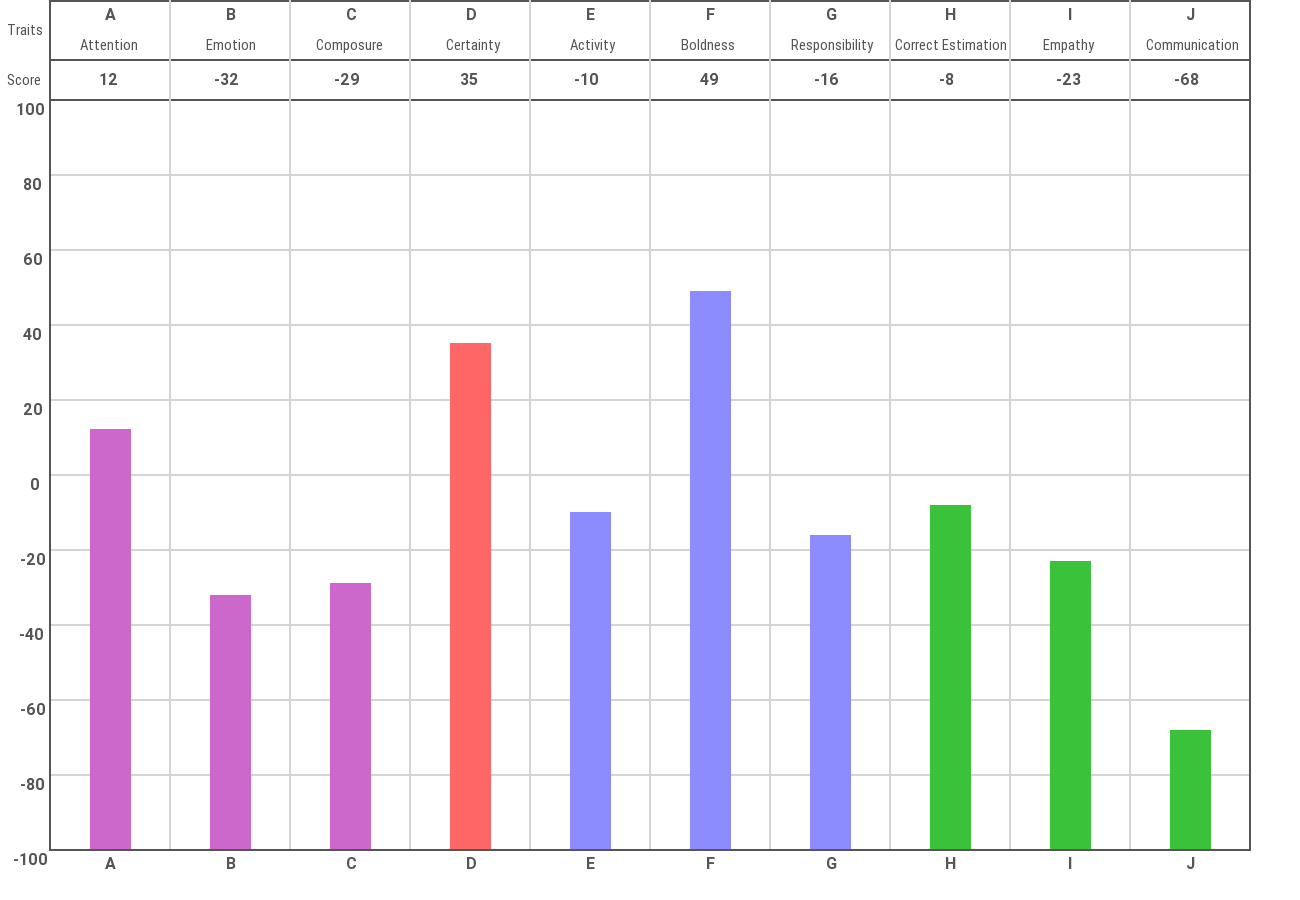 A B C D E F G H I J
Traits
Attention Emotion Composure Certainty Activity Boldness Responsibility Correct Estimation Empathy Communication
Score 12 -32 -29 35 -10 49 -16 -8 -23 -68
100
80
60
40
20
0
-20
-40
-60
-80
-100
A B C D E F G H I J